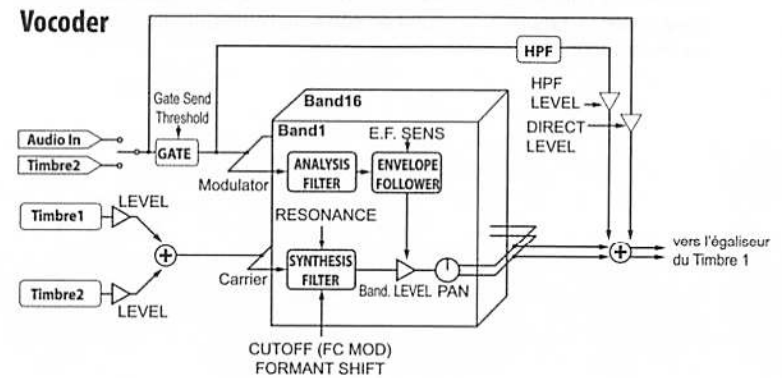 Vocoder
HPF
Gate Send
Threshold
HPF
LEVEL
Band16
Audio In
Band1
E.F. SENS
DIRECT
LEVEL
GATE
Timbre2
ANALYSIS
FILTER
ENVELOPE
FOLLOWER
Modulator
LEVEL
Timbre1
RESONANCE
vers l'égaliseur
du Timbre 1
SYNTHESIS
FILTER
Carrier
Timbre2
Band. LEVEL PAN
LEVEL
CUTOFF (FC MOD)
FORMANT SHIFT